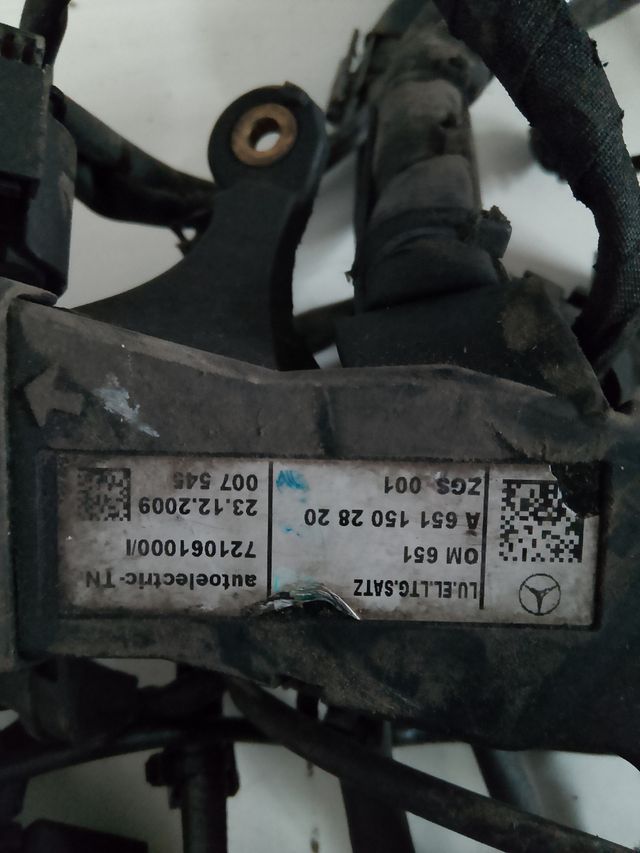 LU.EL.LTG.SATZ
OM 651
A 651 150 28 20
ZGS 001
autoelectric-TN
721061000/I
23.12.2009
007 545